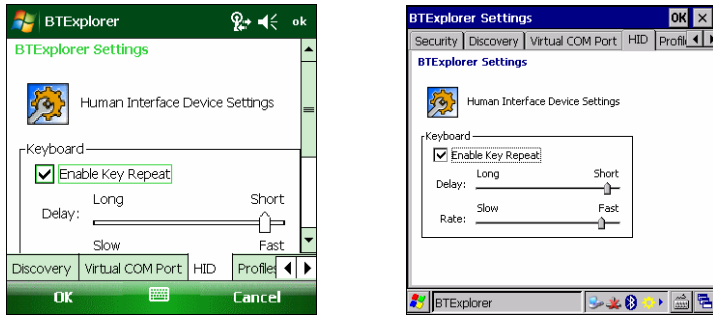 BTExplorer ok
BTExplorer Settings
Human Interface Device Settings
Keyboard
Enable Key Repeat
Long Short
Delay:
Slow Fast
Discovery Virtual COM Port HID Profiles
OK Cancel
BTExplorer Settings OK
Security Discovery Virtual COM Port HID Profil
BTExplorer Settings
Human Interface Device Settings
Keyboard
Enable Key Repeat
Long Short
Delay:
Slow Fast
Rate:
BTExplorer